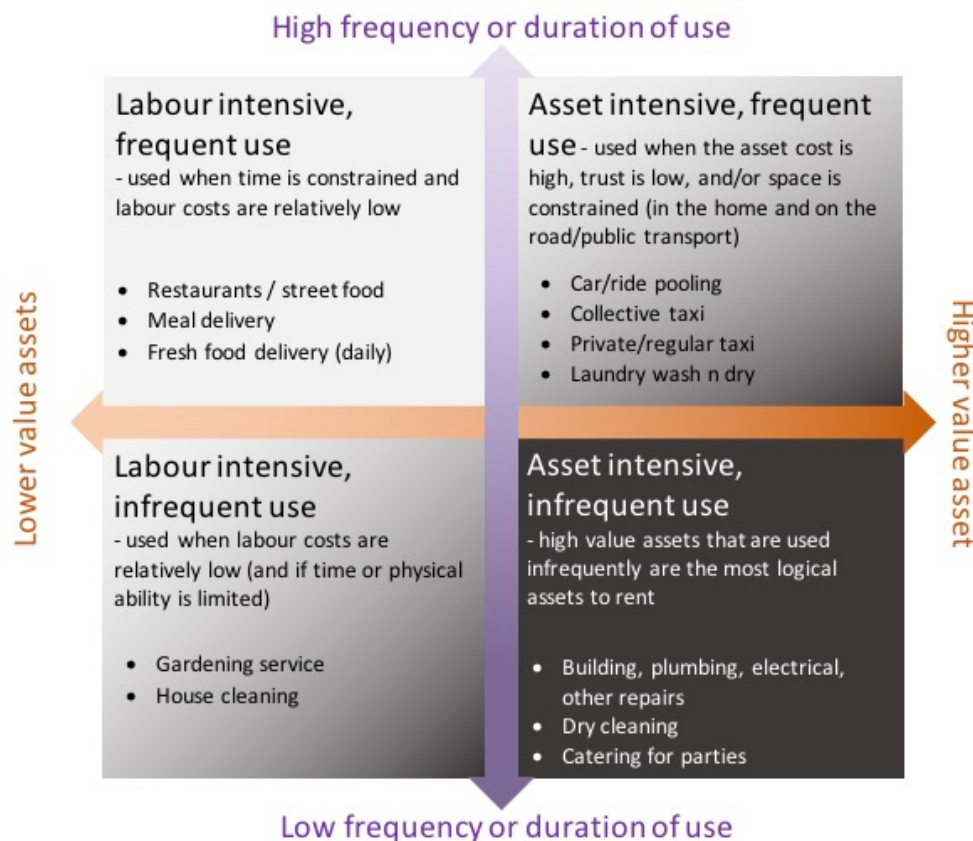 High frequency or duration of use
Labour intensive,
frequent use
- used when time is constrained and
labour costs are relatively low
• Restaurants / street food
• Meal delivery
• Fresh food delivery (daily)
Asset intensive, frequent
use - used when the asset cost is
high, trust is low, and/or space is
constrained (in the home and on the
road/public transport)
• Car/ride pooling
• Collective taxi
• Private/regular taxi
• Laundry wash n dry
Lower value assets
Higher value asset
Labour intensive,
infrequent use
- used when labour costs are
relatively low (and if time or physical
ability is limited)
• Gardening service
• House cleaning
Asset intensive,
infrequent use
- high value assets that are used
infrequently are the most logical
assets to rent
• Building, plumbing, electrical,
other repairs
• Dry cleaning
• Catering for parties
Low frequency or duration of use